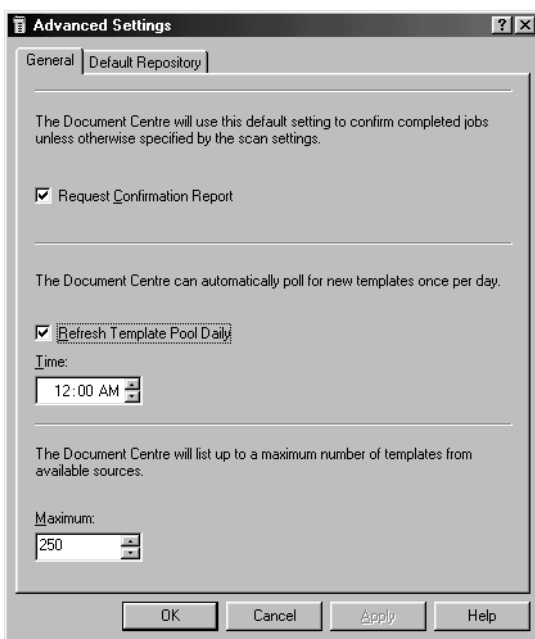 Advanced Settings
General
Default Repository
The Document Centre will use this default setting to confirm completed jobs
unless otherwise specified by the scan settings.
Request Confirmation Report
The Document Centre can automatically poll for new templates once per day.
Refresh Template Pool Daily
Time:
12:00 AM
The Document Centre will list up to a maximum number of templates from
available sources.
Maximum:
250
OK
Cancel
Apply
Help